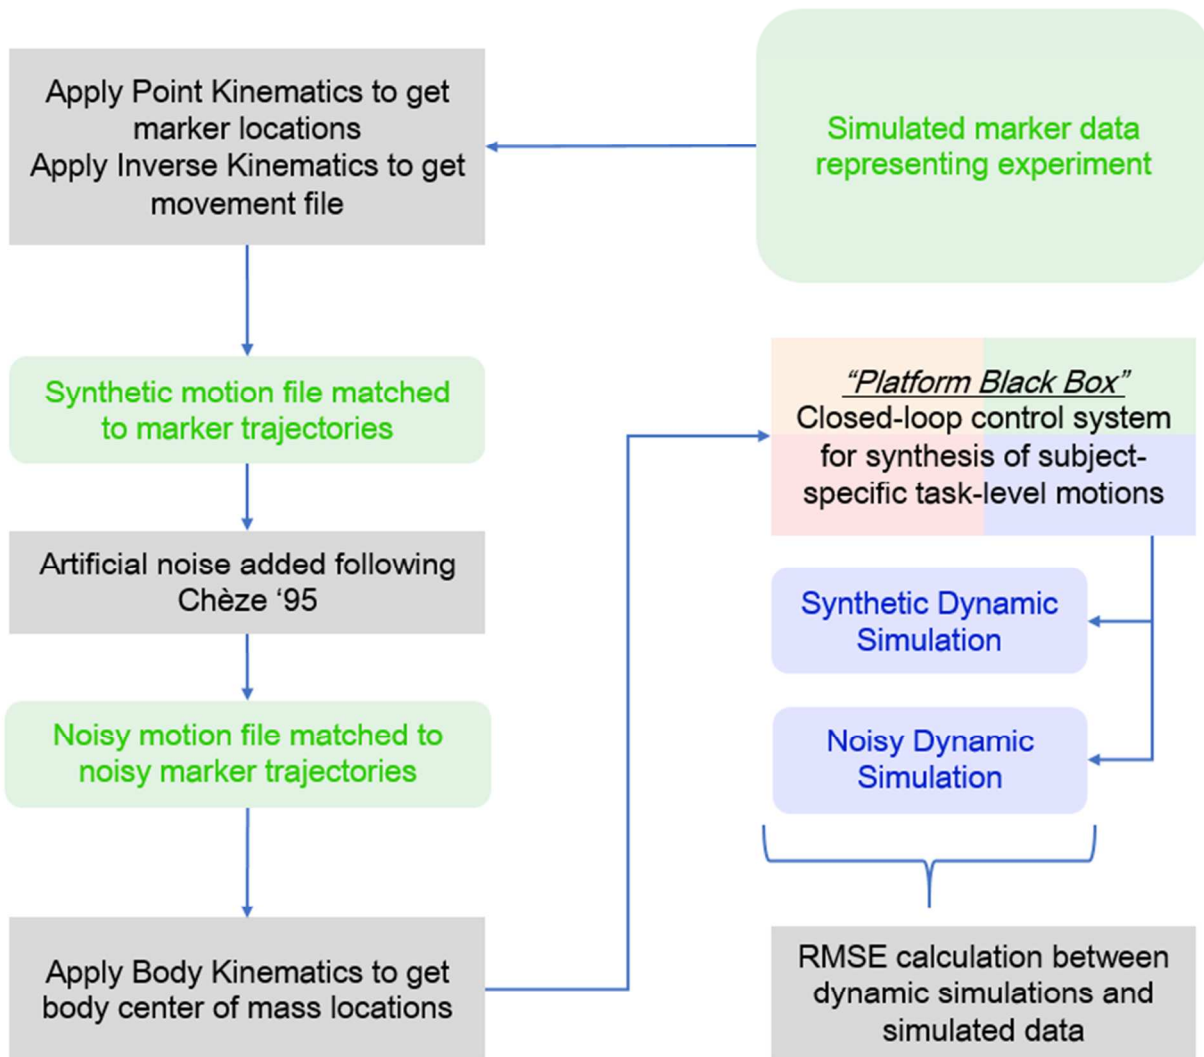 Apply Point Kinematics to get
marker locations
Apply Inverse Kinematics to get
movement file
Simulated marker data
representing experiment
Synthetic motion file matched
to marker trajectories
Artificial noise added following
Chèze ‘95
Noisy motion file matched to
noisy marker trajectories
Apply Body Kinematics to get
body center of mass locations
“Platform Black Box”
Closed-loop control system
for synthesis of subject-
specific task-level motions
Synthetic Dynamic
Simulation
Noisy Dynamic
Simulation
RMSE calculation between
dynamic simulations and
simulated data